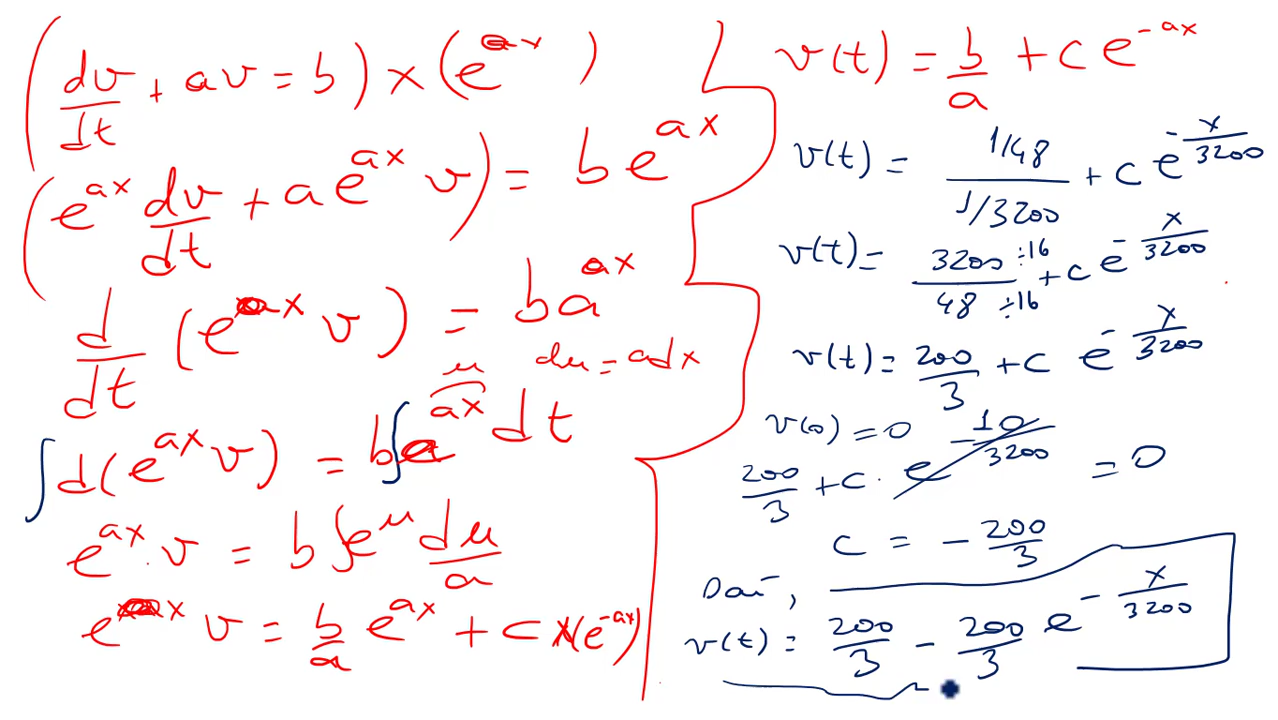 (dv/dt + av = b) × (e^ax)
(e^ax dv/dt + a e^ax v) = b e^ax
d/dt (e^ax v) = b a^ax
u du = adx
∫ d(e^ax v) = b∫ e^ax dt
e^ax . v = b ∫ e^u du/a
e^ax v = b/a e^ax + c ×(e^-ax)
v(t) = b/a + c e^-ax
v(t) = (1/48)/(1/3200) + c e^-x/3200
v(t) = (3200 ÷16)/(48 ÷16) + c e^-x/3200
v(t) = 200/3 + c e^-x/3200
v(0) = 0
200/3 + c . e^-10/3200 = 0
c = - 200/3
Daí,
v(t) = 200/3 - 200/3 e^-x/3200